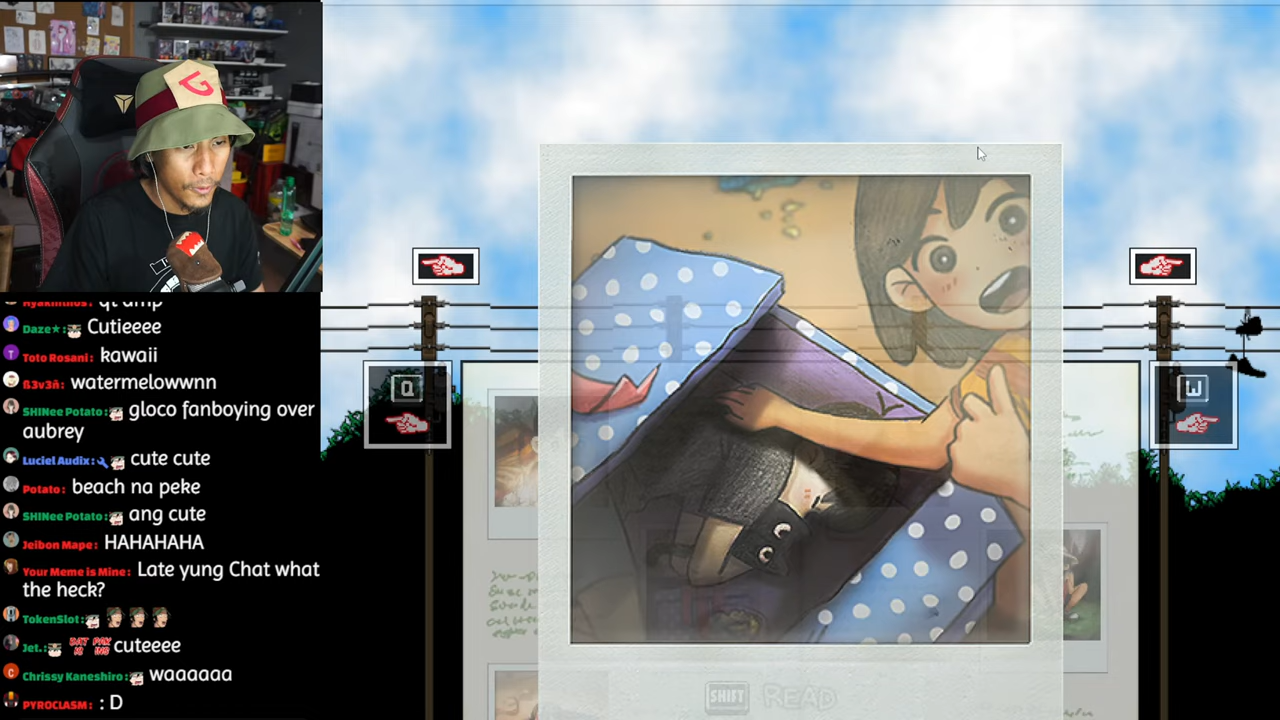 Hyakinthos: qt amp
Daze★: Cutieeee
Toto Rosani: kawaii
ß3v3ñ: watermelowwnn
SHINee Potato: gloco fanboying over
aubrey
Luciel Audix: cute cute
Potato: beach na peke
SHINee Potato: ang cute
Jeibon Mape: HAHAHAHA
Your Meme is Mine: Late yung Chat what
the heck?
TokenSlot:
Jet.: cuteeee
Chrissy Kaneshiro: waaaaaa
PYROCLASM: : D
Q
W
SHIFT READ